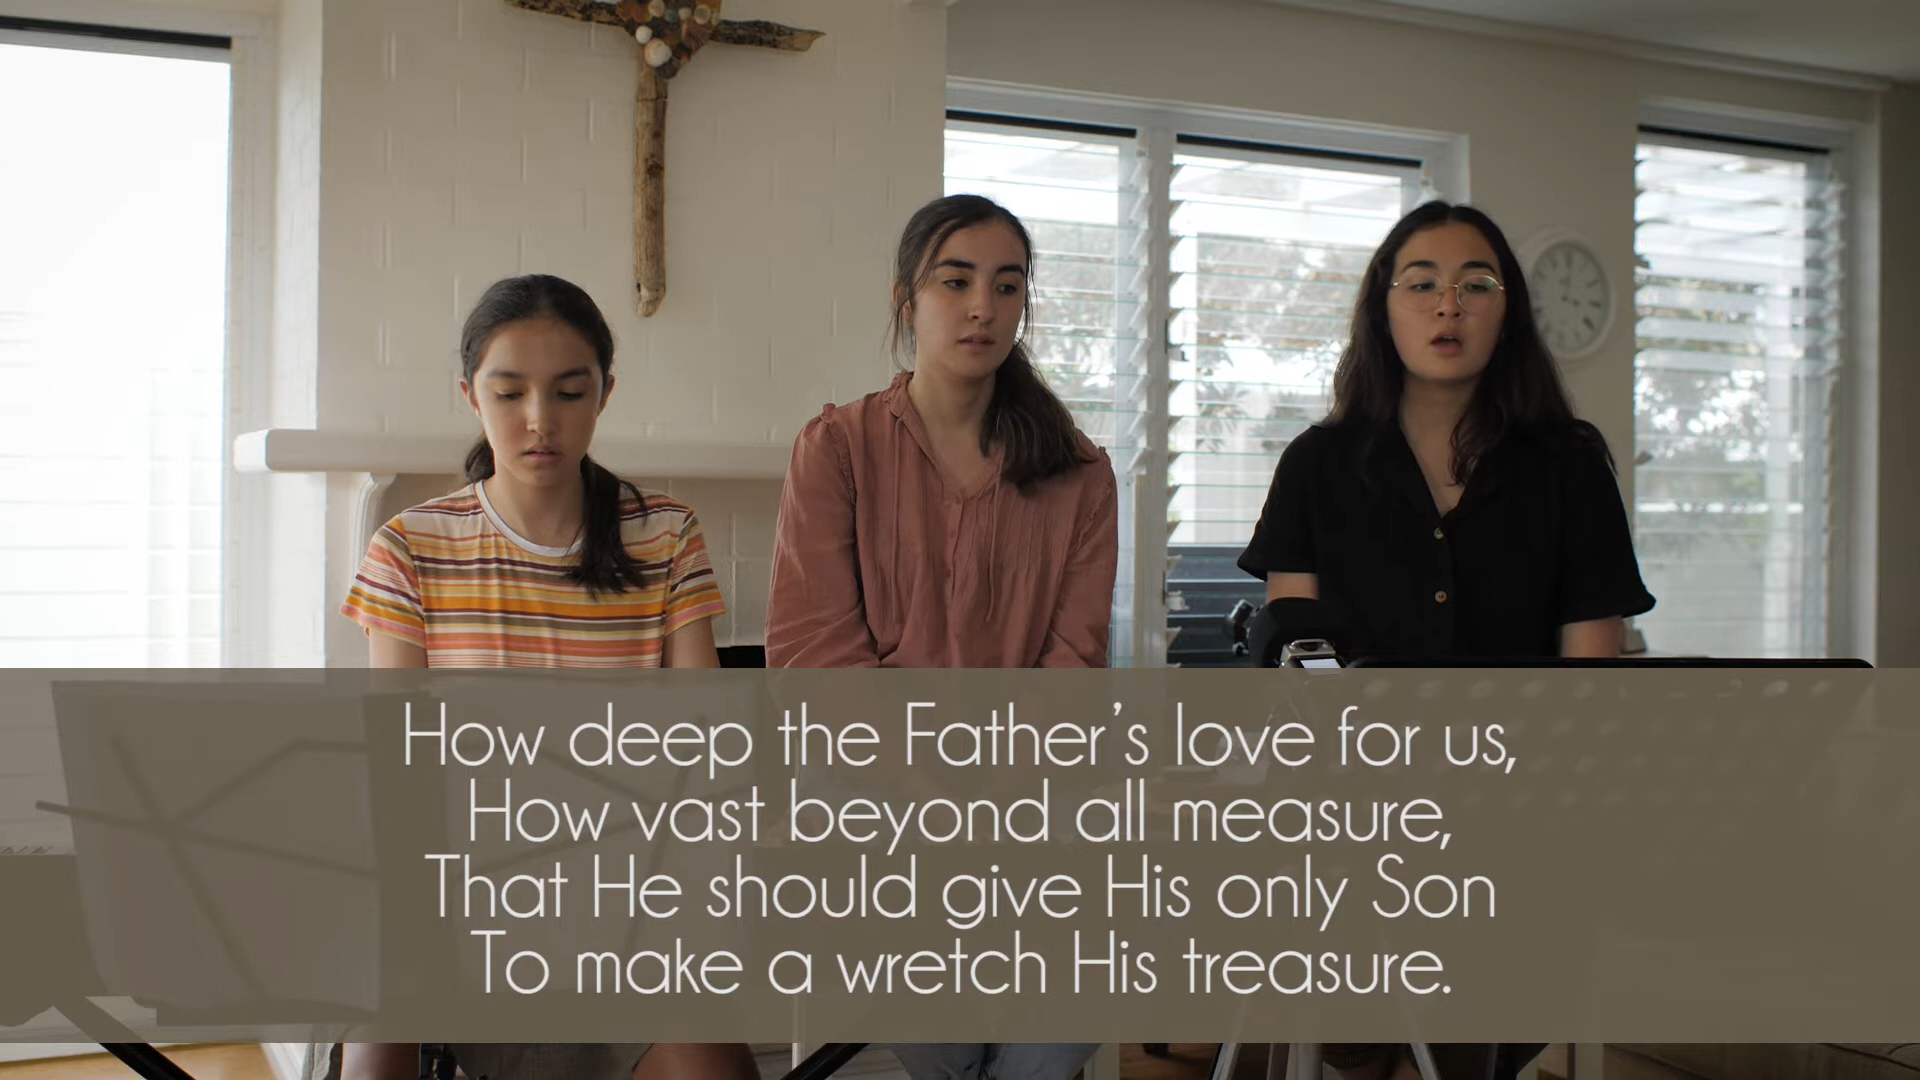 How deep the Father's love for us,
How vast beyond all measure,
That He should give His only Son
To make a wretch His treasure.